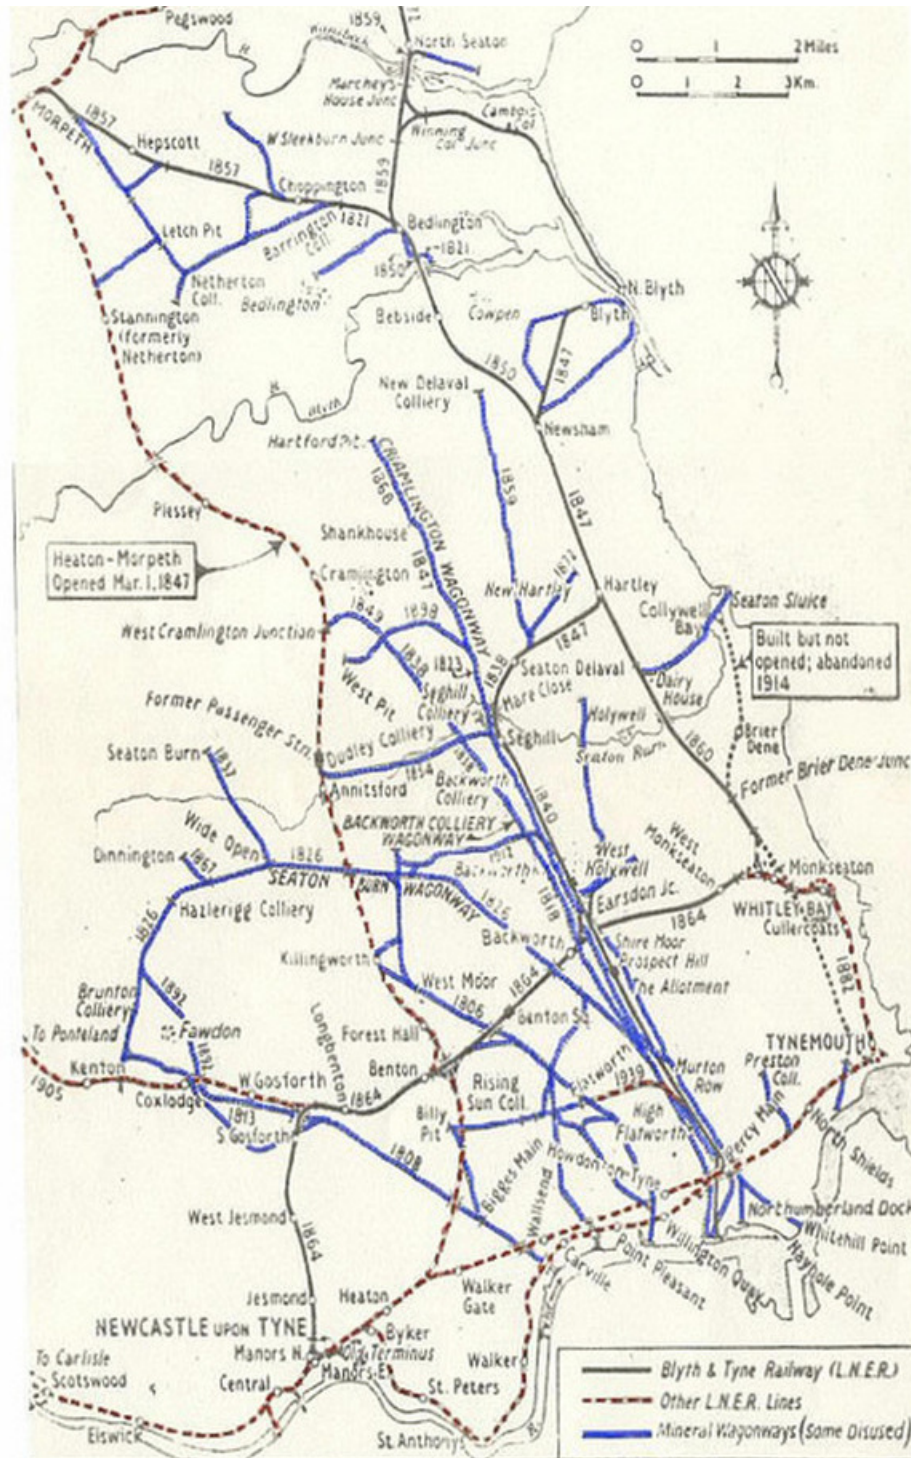 Pegswood
1859
North Seaton
Marchey's
House Junc
0 1 2 Miles
0 1 2 3 Km.
Cambois
Col.
Winning
Col. Junc
W Sleekburn Junc
1859
MORPETH
1857
Hepscott
1857
Choppington
1821
Barrington
Coll.
Bedlington
1821
1850
Letch Pit
Netherton
Coll.
Bedlington
Stannington
(formerly
Netherton)
Bebside
Cowpen
N. Blyth
Blyth
1847
1850
New Delaval
Colliery
Newsham
R.
Blyth
Hartford Pit
CRAMLINGTON WAGONWAY
1868
1859
1847
Plessey
Shankhouse
1847
Heaton - Morpeth
Opened Mar. 1, 1847
Cramlington
New Hartley
1872
Hartley
Collywell
Bay
Seaton Sluice
1849
1898
West Cramlington Junction
1838
1847
1838
1823
Seaton Delaval
Built but not
opened; abandoned
1914
West Pit
Seghill
Colliery
Mare Close
Dairy
House
Former Passenger Stn.
Dudley Colliery
Seghill
Holywell
Brier
Dene
Seaton Burn
1837
1854
1838
Seaton Burn
1860
Annitsford
Backworth
Colliery
Former Brier Dene Junc
1840
BACKWORTH COLLIERY
WAGONWAY
Wide Open
Dinnington
1867
1826
SEATON
BURN WAGONWAY
1912
Backworth
West
Holywell
West
Monkseaton
Monkseaton
1826
1826
1818
Earsdon Jc.
1864
WHITLEY BAY
Cullercoats
Hazlerigg Colliery
Backworth
Shire Moor
Prospect Hill
The Allotment
Killingworth
West Moor
1864
1882
Brunton
Colliery
1892
1806
Benton Sq.
To Ponteland
Fawdon
Forest Hall
TYNEMOUTH
Kenton
1892
Longbenton
Benton
Flatworth
1939
Murton
Row
Preston
Coll.
1905
Coxlodge
W. Gosforth
1864
Rising
Sun Coll.
1813
S Gosforth
Billy
Pit
High
Flatworth
Percy Main
North Shields
1808
Bigges Main
Howdon-on-Tyne
Wallsend
Northumberland Dock
West Jesmond
1864
Whitehill Point
Carville
Point Pleasant
Willington Quay
Hayhole Point
Jesmond
Heaton
Walker
Gate
NEWCASTLE UPON TYNE
Byker
Manors N.
Old Terminus
Manors E.
Walker
To Carlisle
Scotswood
Central
St. Peters
Elswick
St. Anthonys
R.
Blyth & Tyne Railway (L.N.E.R.)
Other L.N.E.R. Lines
Mineral Wagonways (Some Disused)